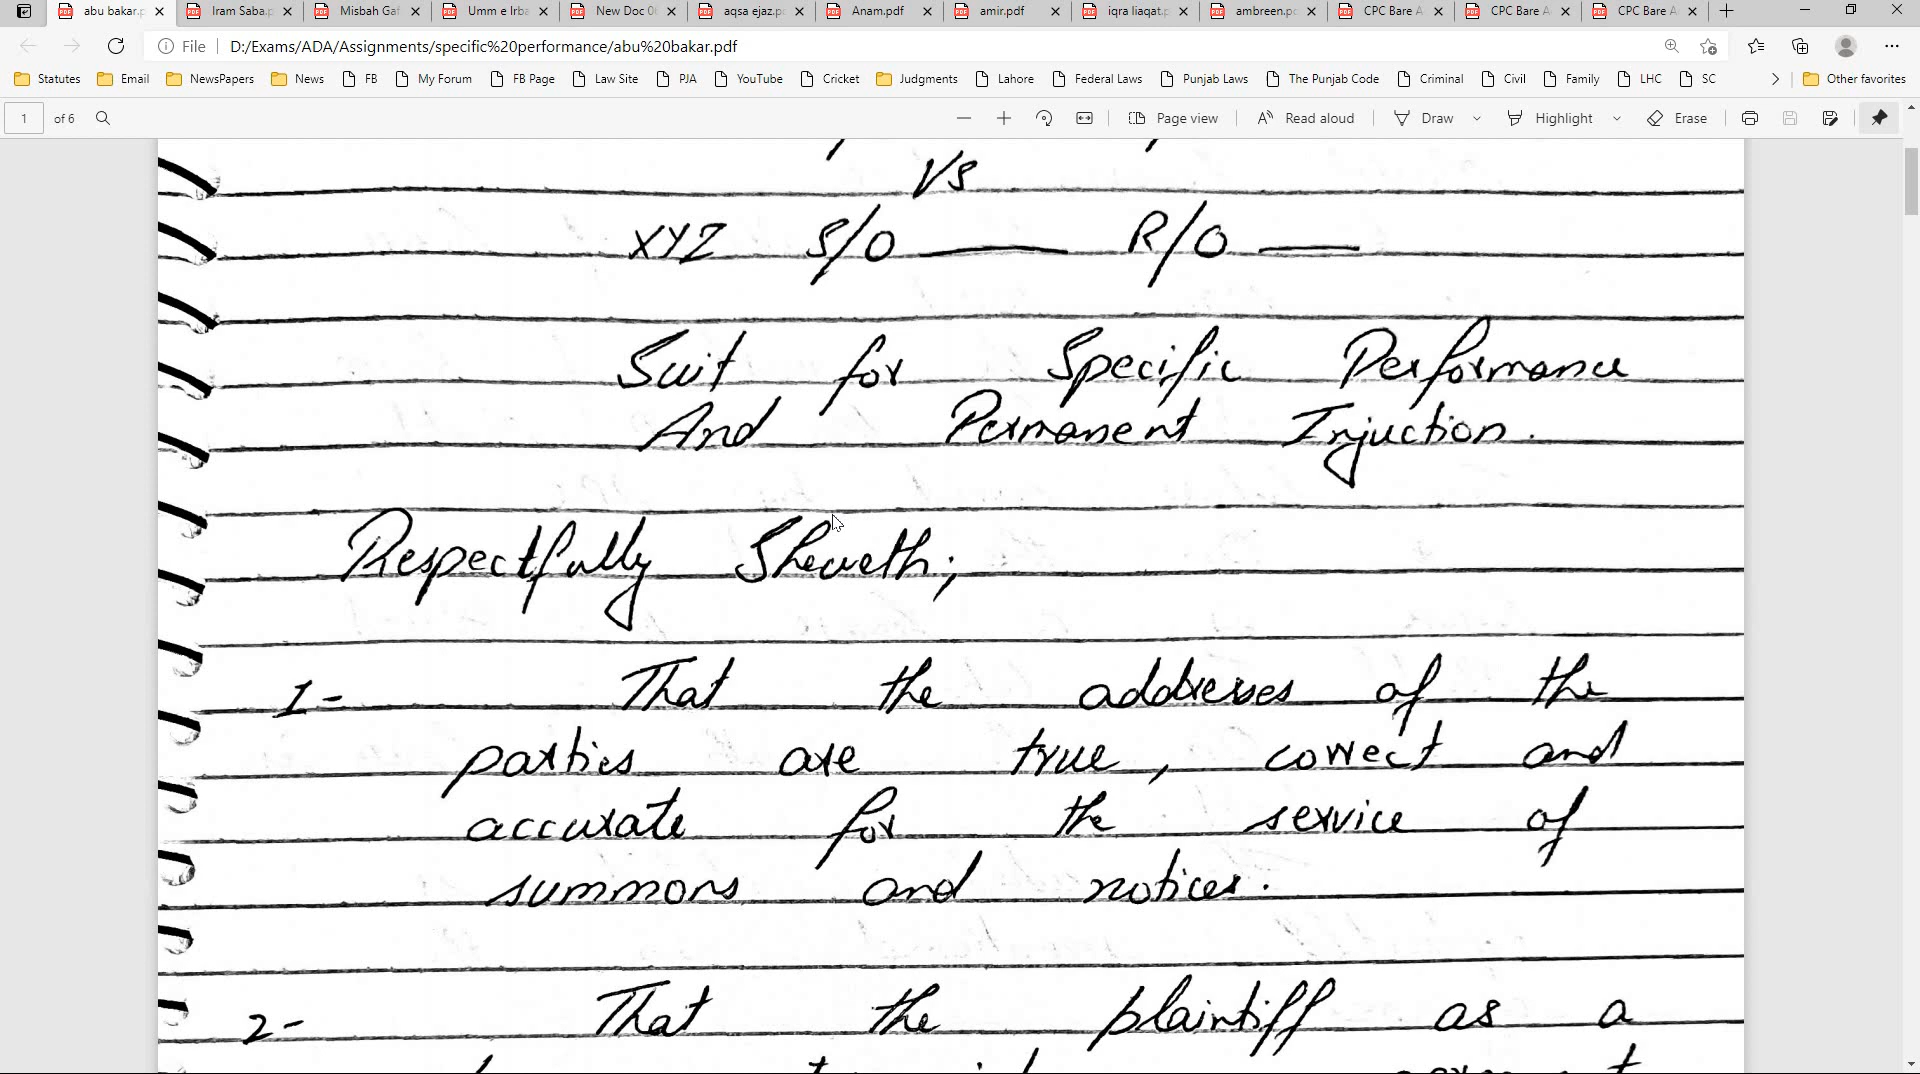 abu bakar.p
Iram Saba.p
Misbah Gaf
Umm e Irba
New Doc 0
aqsa ejaz.p
Anam.pdf
amir.pdf
iqra liaqat.p
ambreen.pc
CPC Bare A
CPC Bare A
CPC Bare A
File D:/Exams/ADA/Assignments/specific%20performance/abu%20bakar.pdf
Statutes Email NewsPapers News FB My Forum FB Page Law Site PJA YouTube Cricket Judgments Lahore Federal Laws Punjab Laws The Punjab Code Criminal Civil Family LHC SC Other favorites
1 of 6 Page view Read aloud Draw Highlight Erase
Vs
XYZ S/O —— R/O ——
Suit for Specific Performance
And Permanent Injuction.
Respectfully Sheweth;
1- That the addresses of the
parties are true, correct and
accurate for the service of
summons and notices.
2- That the plaintiff as a